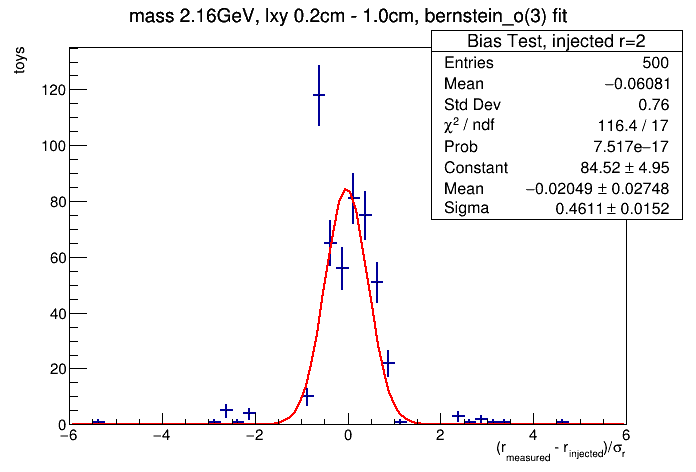 mass 2.16GeV, lxy 0.2cm - 1.0cm, bernstein_o(3) fit
toys
Bias Test, injected r=2
Entries 500
Mean −0.06081
Std Dev 0.76
χ² / ndf 116.4 / 17
Prob 7.517e−17
Constant 84.52 ± 4.95
Mean −0.02049 ± 0.02748
Sigma 0.4611 ± 0.0152
120
100
80
60
40
20
0
−6 −4 −2 0 2 4 6
(r_measured - r_injected)/σ_r